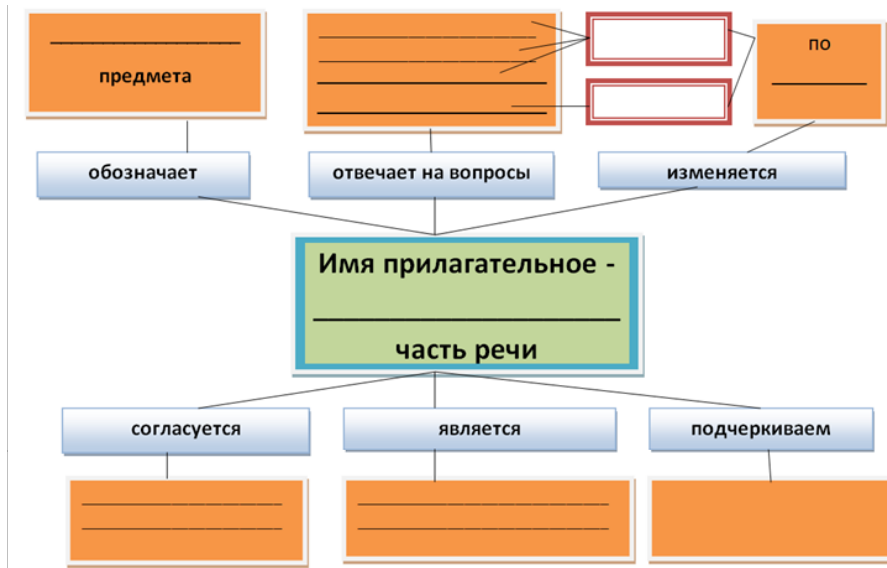 предмета
по
обозначает
отвечает на вопросы
изменяется
Имя прилагательное -
часть речи
согласуется
является
подчеркиваем